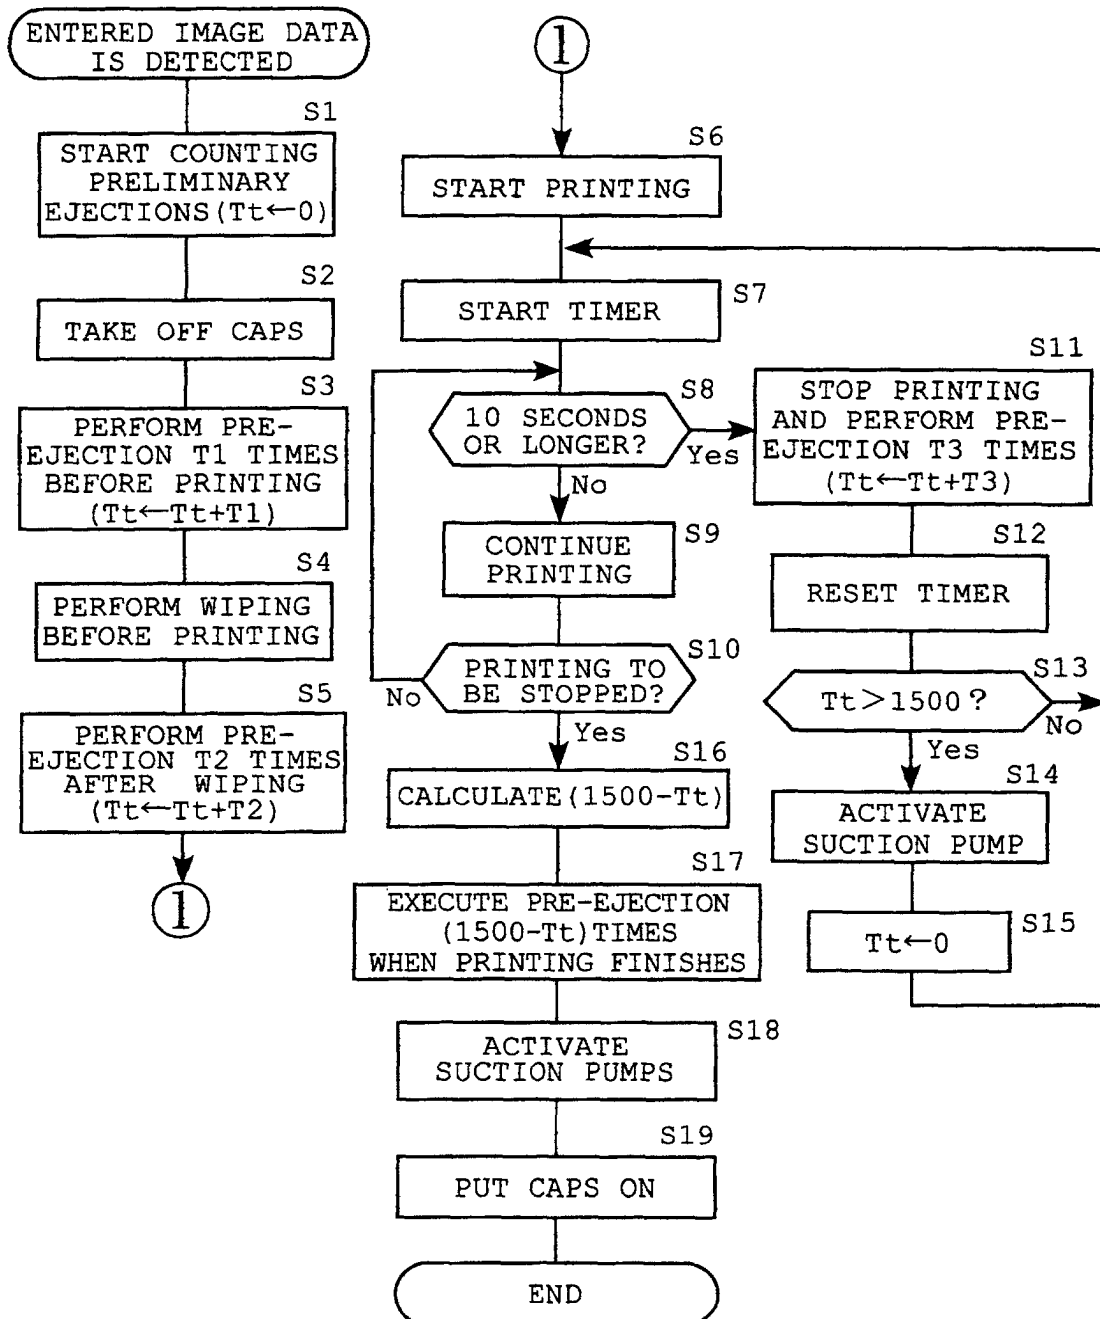 ENTERED IMAGE DATA
IS DETECTED
S1
START COUNTING
PRELIMINARY
EJECTIONS(Tt←0)
S2
TAKE OFF CAPS
S3
PERFORM PRE-
EJECTION T1 TIMES
BEFORE PRINTING
(Tt←Tt+T1)
S4
PERFORM WIPING
BEFORE PRINTING
S5
PERFORM PRE-
EJECTION T2 TIMES
AFTER WIPING
(Tt←Tt+T2)
1
1
S6
START PRINTING
S7
START TIMER
S8
10 SECONDS
OR LONGER?
Yes
No
S9
CONTINUE
PRINTING
S10
PRINTING TO
BE STOPPED?
No
Yes
S16
CALCULATE(1500-Tt)
S17
EXECUTE PRE-EJECTION
(1500-Tt)TIMES
WHEN PRINTING FINISHES
S18
ACTIVATE
SUCTION PUMPS
S19
PUT CAPS ON
END
S11
STOP PRINTING
AND PERFORM PRE-
EJECTION T3 TIMES
(Tt←Tt+T3)
S12
RESET TIMER
S13
Tt>1500?
No
Yes
S14
ACTIVATE
SUCTION PUMP
S15
Tt←0